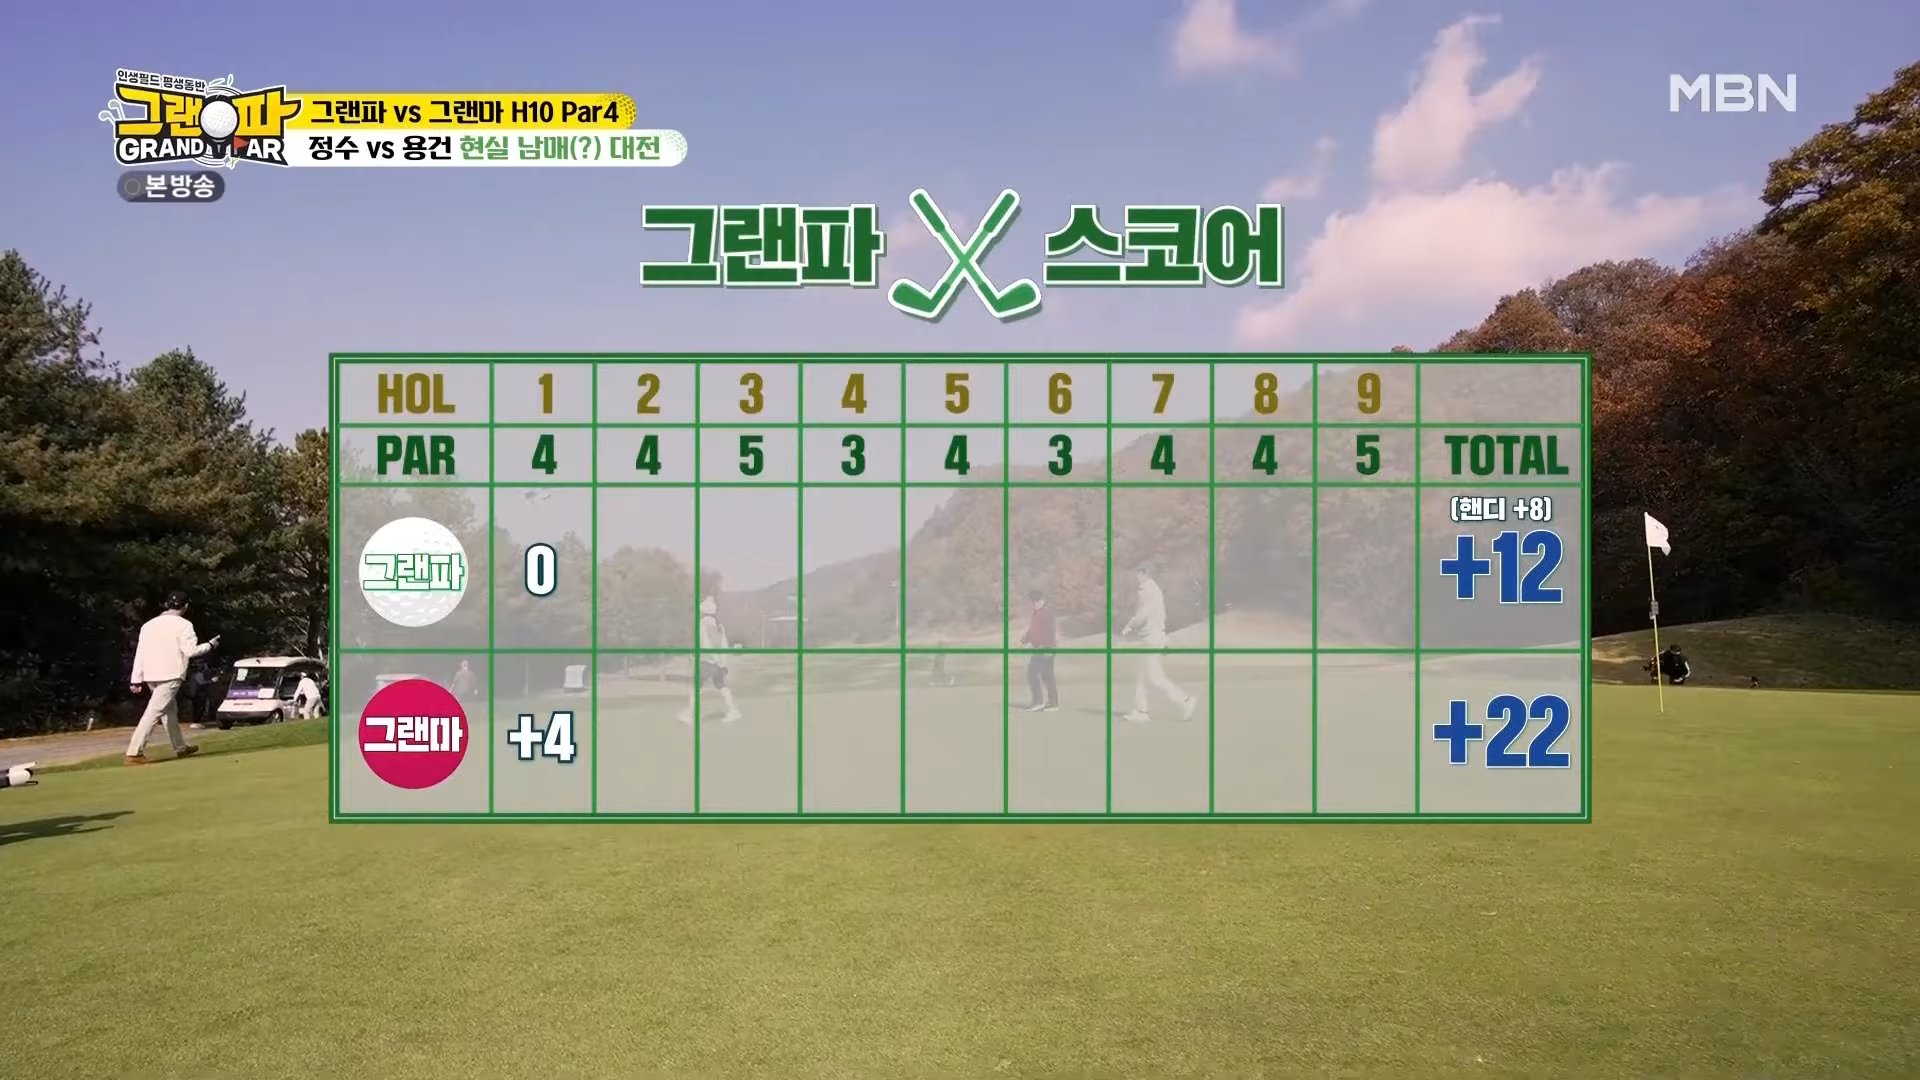 인생필드 평생동반
그랜파
GRANDPAR
본방송
그랜파 vs 그랜마 H10 Par4
정수 vs 용건 현실 남매(?) 대전
MBN
그랜파 스코어
HOL 1 2 3 4 5 6 7 8 9
PAR 4 4 5 3 4 3 4 4 5 TOTAL
(핸디 +8)
그랜파 0 +12
그랜마 +4 +22